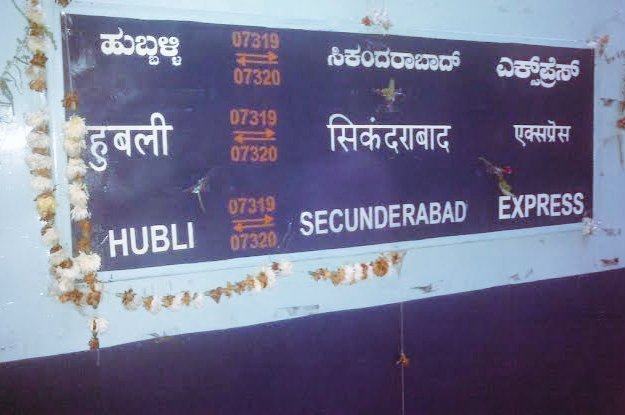 ಹುಬ್ಬಳ್ಳಿ 07319 ಸಿಕಂದರಾಬಾದ್ ಎಕ್ಸ್‌ಪ್ರೆಸ್
07320
हुबली 07319 सिकंदराबाद एक्सप्रेस
07320
HUBLI 07319 SECUNDERABAD EXPRESS
07320